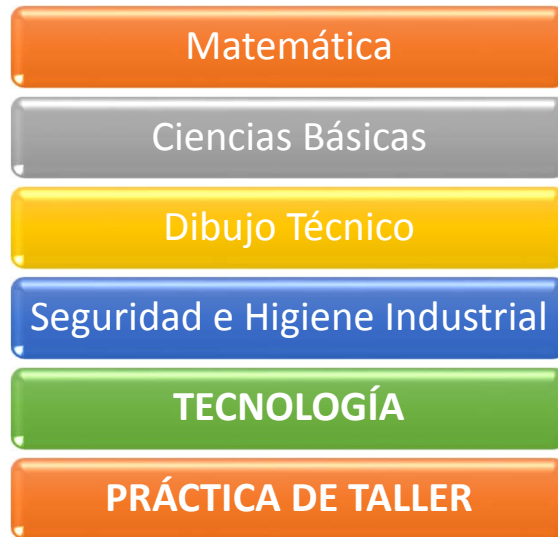 Matemática
Ciencias Básicas
Dibujo Técnico
Seguridad e Higiene Industrial
TECNOLOGÍA
PRÁCTICA DE TALLER